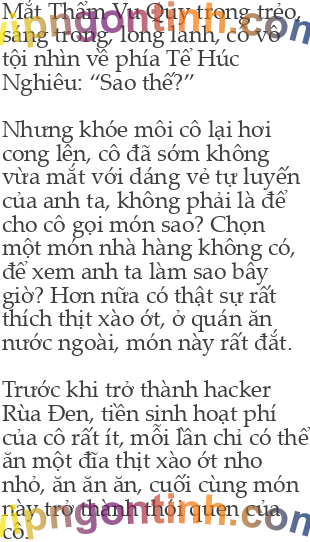 Mắt Thẩm Vu Quy trong trẻo,
sáng trong, long lanh, cô vô
tội nhìn về phía Tể Húc
Nghiêu: “Sao thế?”
Nhưng khóe môi cô lại hơi
cong lên, cô đã sớm không
vừa mắt với dáng vẻ tự luyến
của anh ta, không phải là để
cho cô gọi món sao? Chọn
một món nhà hàng không có,
để xem anh ta làm sao bây
giờ? Hơn nữa có thật sự rất
thích thịt xào ớt, ở quán ăn
nước ngoài, món này rất đắt.
Trước khi trở thành hacker
Rùa Đen, tiền sinh hoạt phí
của cô rất ít, mỗi lần chỉ có thể
ăn một đĩa thịt xào ớt nho
nhỏ, ăn ăn ăn, cuối cùng món
này trở thành thói quen của
cô.
vipngontinh.com
vipngontinh.com